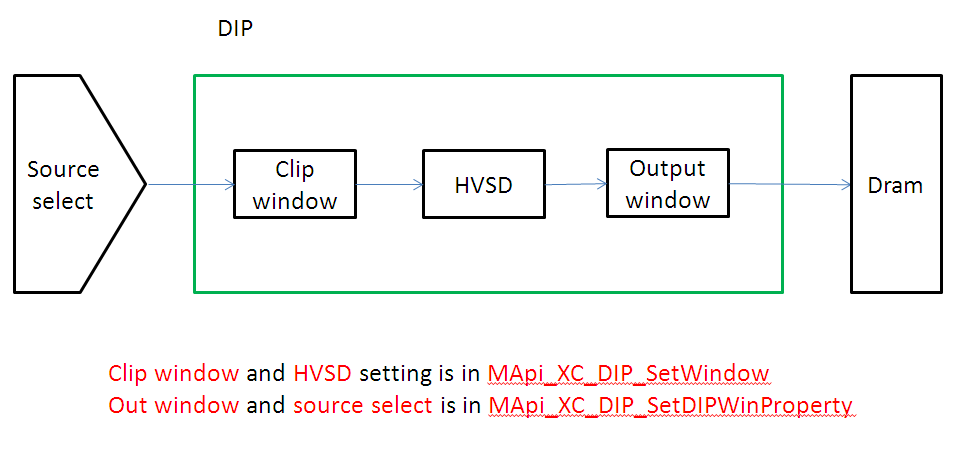 DIP
Source
select
Clip
window
HVSD
Output
window
Dram
Clip window and HVSD setting is in MApi_XC_DIP_SetWindow
Out window and source select is in MApi_XC_DIP_SetDIPWinProperty